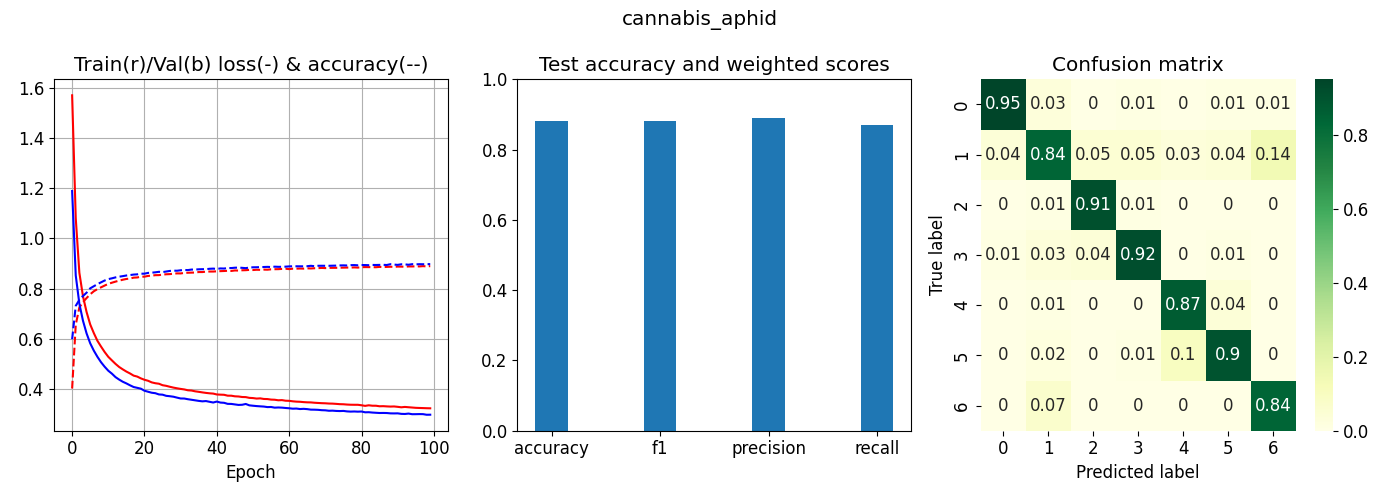 cannabis_aphid
Train(r)/Val(b) loss(-) & accuracy(--)
1.6
1.4
1.2
1.0
0.8
0.6
0.4
0 20 40 60 80 100
Epoch
Test accuracy and weighted scores
1.0
0.8
0.6
0.4
0.2
0.0
accuracy f1 precision recall
Confusion matrix
True label
0 0.95 0.03 0 0.01 0 0.01 0.01
1 0.04 0.84 0.05 0.05 0.03 0.04 0.14
2 0 0.01 0.91 0.01 0 0 0
3 0.01 0.03 0.04 0.92 0 0.01 0
4 0 0.01 0 0 0.87 0.04 0
5 0 0.02 0 0.01 0.1 0.9 0
6 0 0.07 0 0 0 0 0.84
0 1 2 3 4 5 6
Predicted label
0.8
0.6
0.4
0.2
0.0